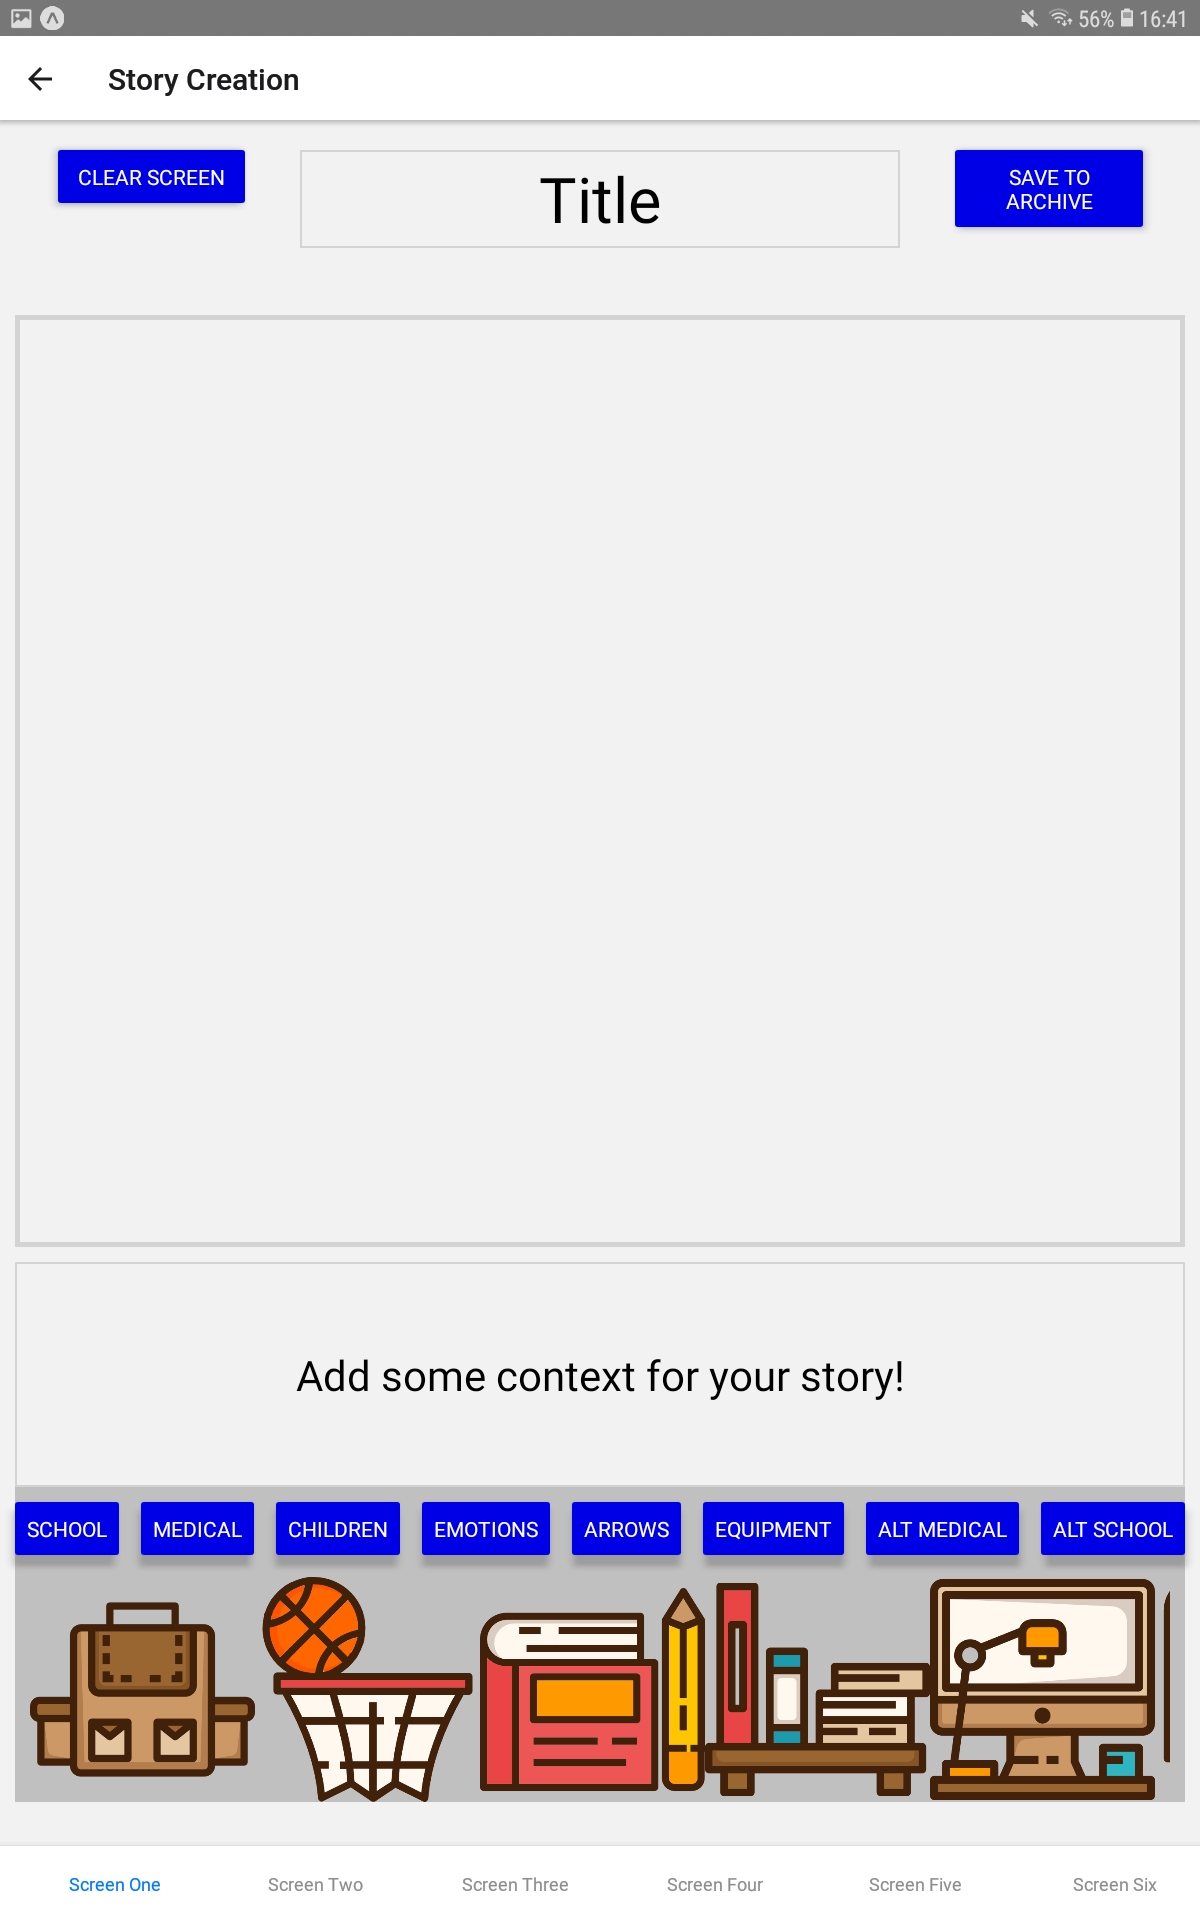 56% 16:41
Story Creation
CLEAR SCREEN
Title
SAVE TO
ARCHIVE
Add some context for your story!
SCHOOL MEDICAL CHILDREN EMOTIONS ARROWS EQUIPMENT ALT MEDICAL ALT SCHOOL
Screen One Screen Two Screen Three Screen Four Screen Five Screen Six